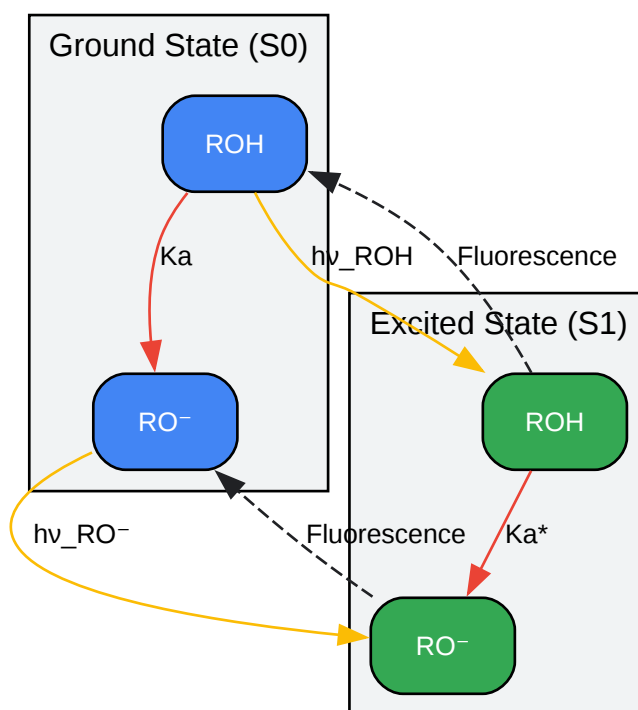 Ground State (S0)
ROH
Ka
hν_ROH
Fluorescence
Excited State (S1)
RO⁻
ROH
hν_RO⁻
Fluorescence
Ka*
RO⁻